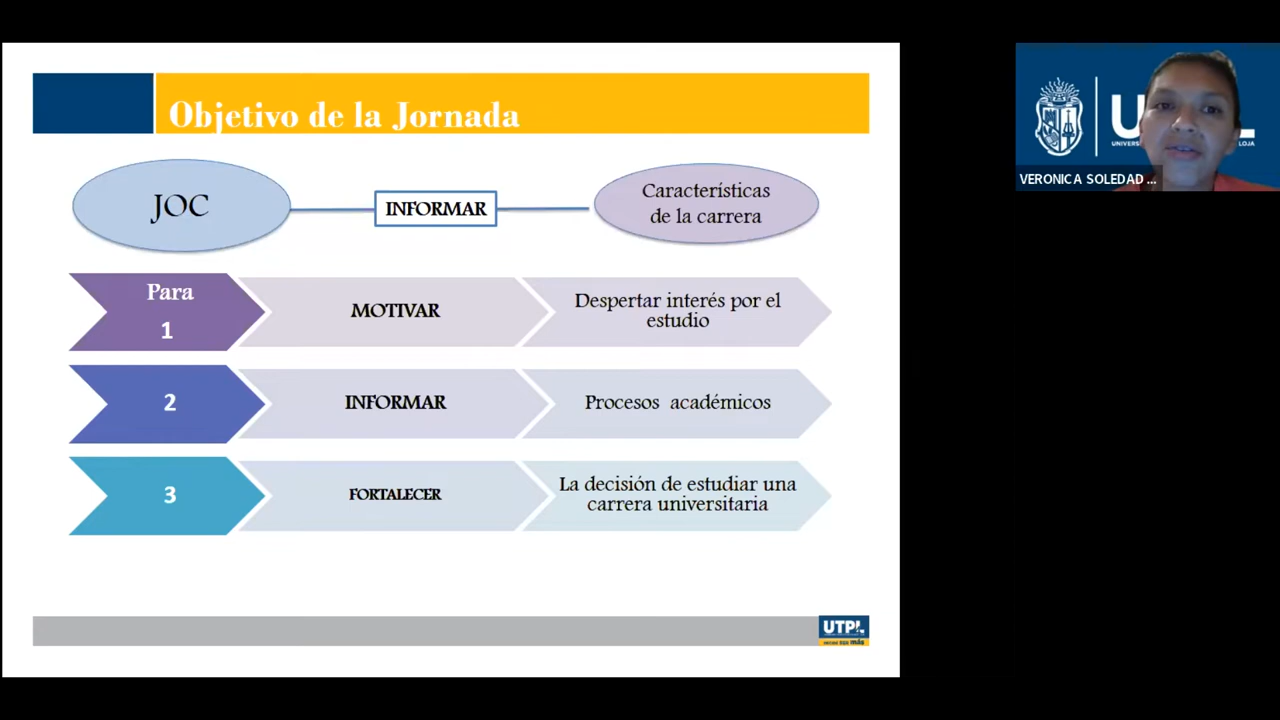 Objetivo de la Jornada
JOC
INFORMAR
Características
de la carrera
Para
1
MOTIVAR
Despertar interés por el
estudio
2
INFORMAR
Procesos académicos
3
FORTALECER
La decisión de estudiar una
carrera universitaria
UTPL
VERONICA SOLEDAD ...